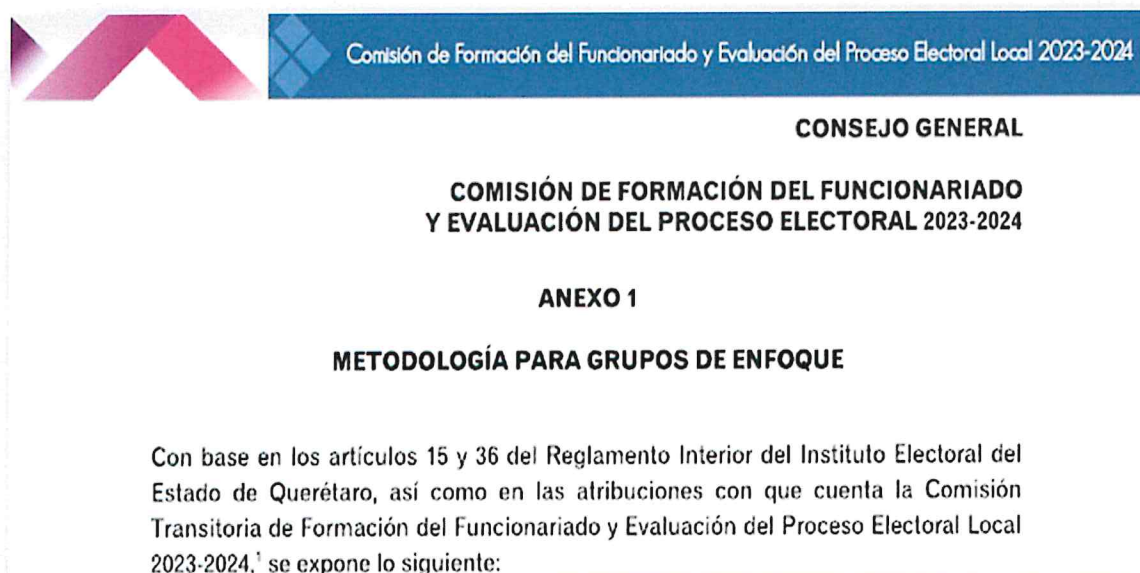 Comisión de Formación del Funcionariado y Evaluación del Proceso Electoral Local 2023-2024
CONSEJO GENERAL
COMISIÓN DE FORMACIÓN DEL FUNCIONARIADO
Y EVALUACIÓN DEL PROCESO ELECTORAL 2023-2024
ANEXO 1
METODOLOGÍA PARA GRUPOS DE ENFOQUE
Con base en los artículos 15 y 36 del Reglamento Interior del Instituto Electoral del
Estado de Querétaro, así como en las atribuciones con que cuenta la Comisión
Transitoria de Formación del Funcionariado y Evaluación del Proceso Electoral Local
2023-2024,¹ se expone lo siguiente: